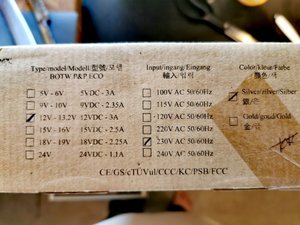 Type/model/Modell/型號/모델
BOTW P&P ECO
5V - 6V 5VDC - 3A
9V - 10V 9VDC - 2.35A
12V - 13.2V 12VDC - 3A
15V - 16V 15VDC - 2.5A
18V - 19V 18VDC - 2.25A
24V 24VDC - 1.1A
Input/ingang/Eingang
輸入/입력
100V AC 50/60Hz
115V AC 50/60Hz
120V AC 50/60Hz
220V AC 50/60Hz
230V AC 50/60Hz
240V AC 50/60Hz
Color/kleur/Farbe
顏色/색
Silver/zilver/Silber
銀/은
Gold/goud/Gold
金/금
CE/GS/cTÜVul/CCC/KC/PSB/FCC